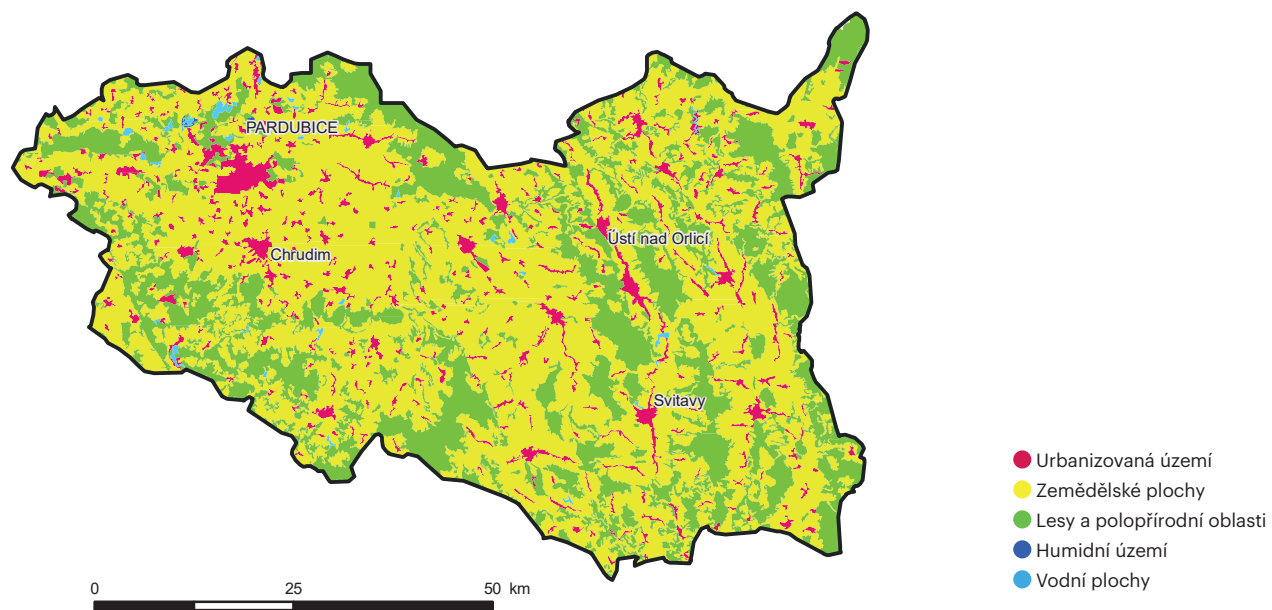 PARDUBICE
Ústí nad Orlicí
Chrudim
Svitavy
Urbanizovaná území
Zemědělské plochy
Lesy a polopřírodní oblasti
Humidní území
Vodní plochy
0 25 50 km